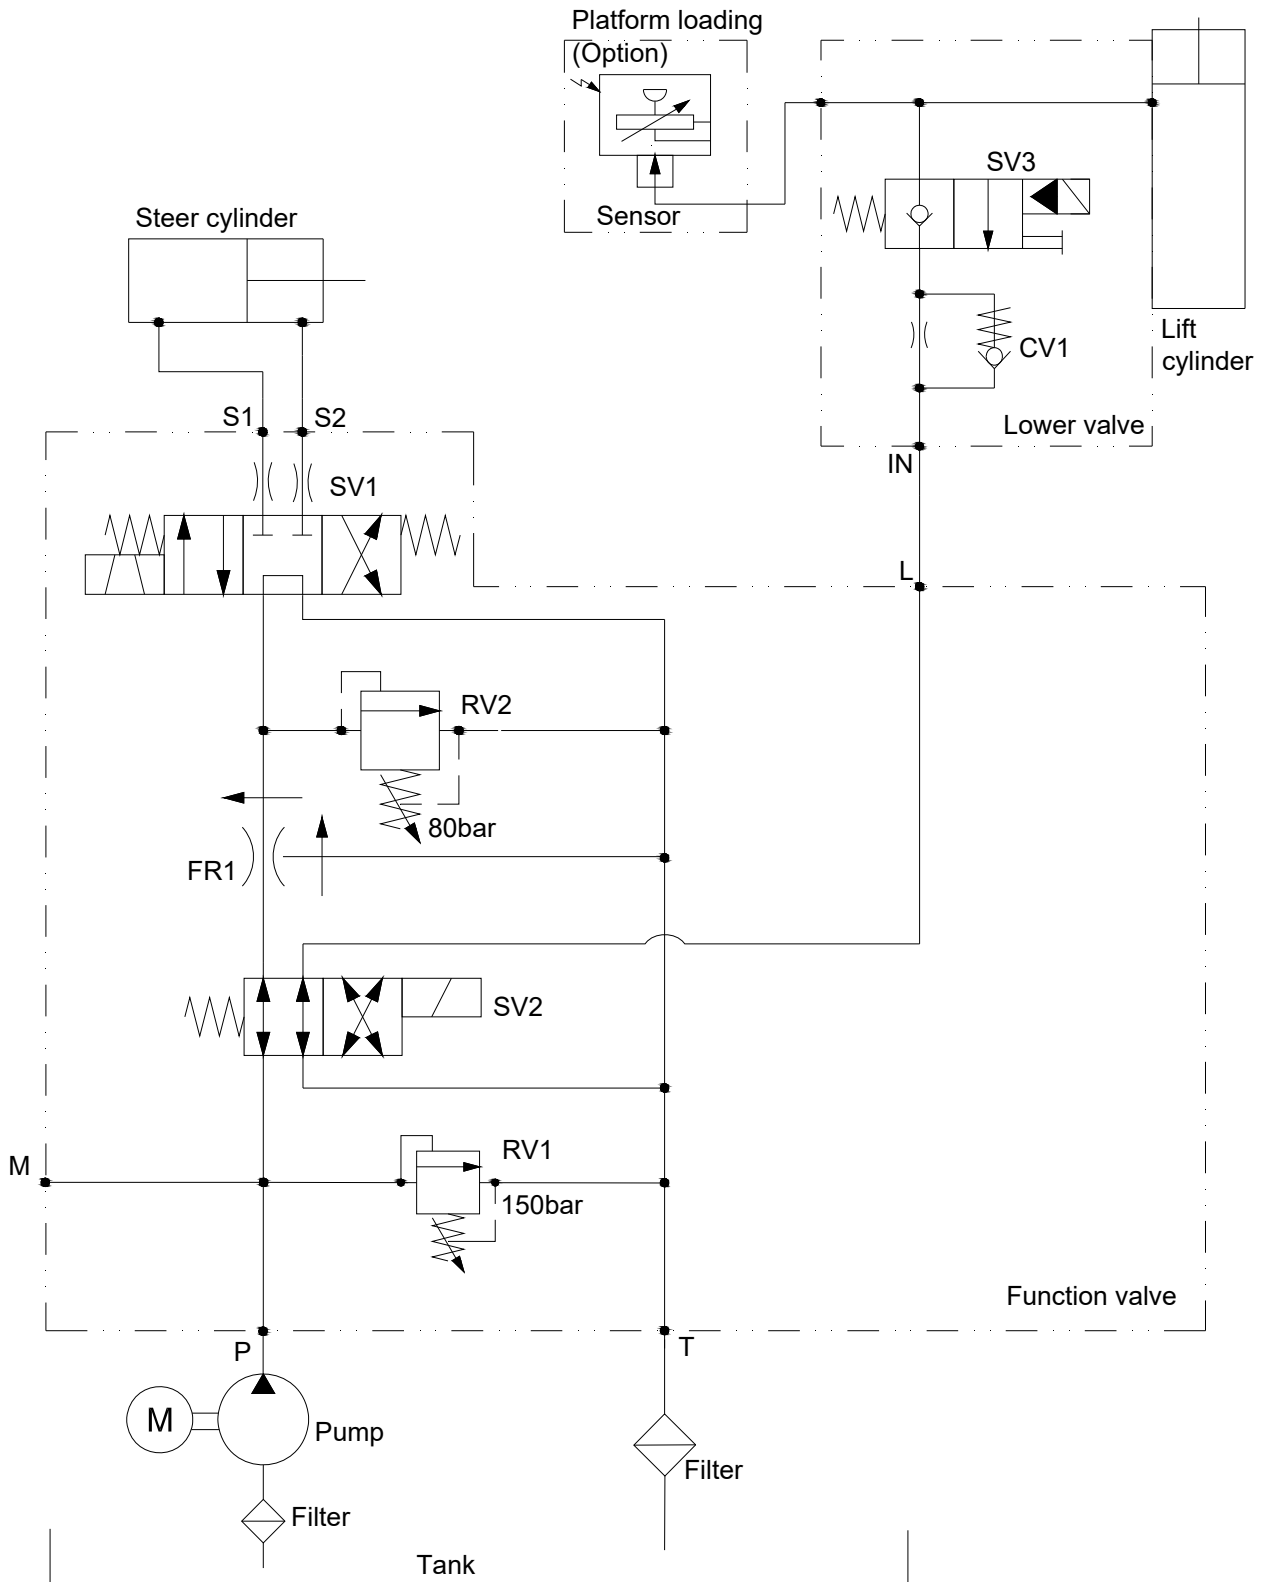 Platform loading
(Option)
Sensor
SV3
CV1
Lift
cylinder
Lower valve
IN
Steer cylinder
S1
S2
SV1
L
RV2
80bar
FR1
SV2
M
RV1
150bar
Function valve
P
T
M
Pump
Filter
Filter
Tank